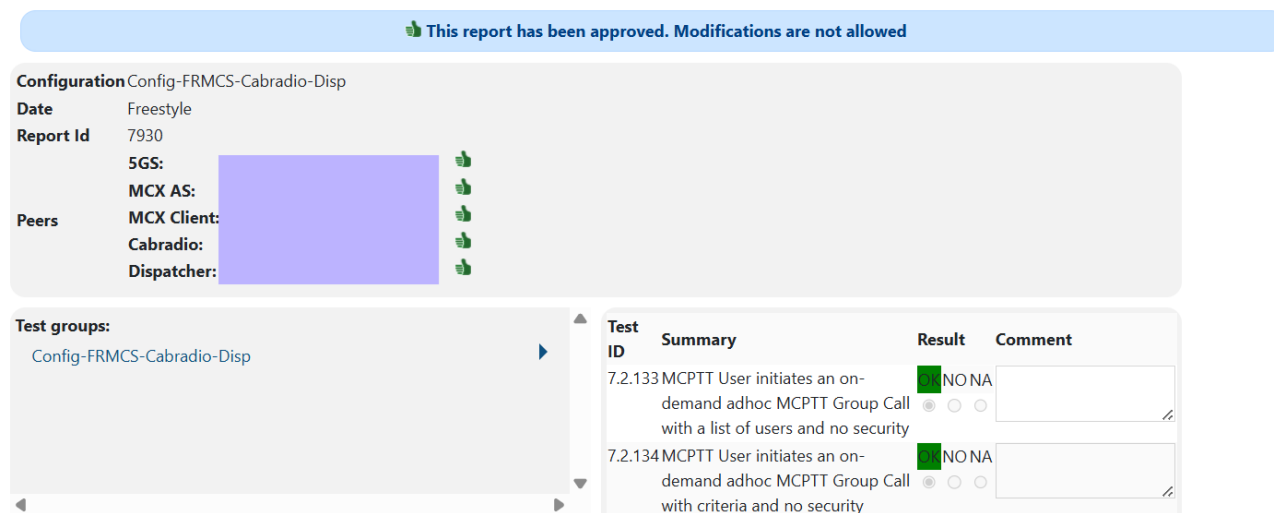 This report has been approved. Modifications are not allowed
Configuration Config-FRMCS-Cabradio-Disp
Date Freestyle
Report Id 7930
Peers
5GS:
MCX AS:
MCX Client:
Cabradio:
Dispatcher:
Test groups:
Config-FRMCS-Cabradio-Disp
Test ID Summary Result Comment
7.2.133 MCPTT User initiates an on-
demand adhoc MCPTT Group Call
with a list of users and no security
OK NO NA
7.2.134 MCPTT User initiates an on-
demand adhoc MCPTT Group Call
with criteria and no security
OK NO NA